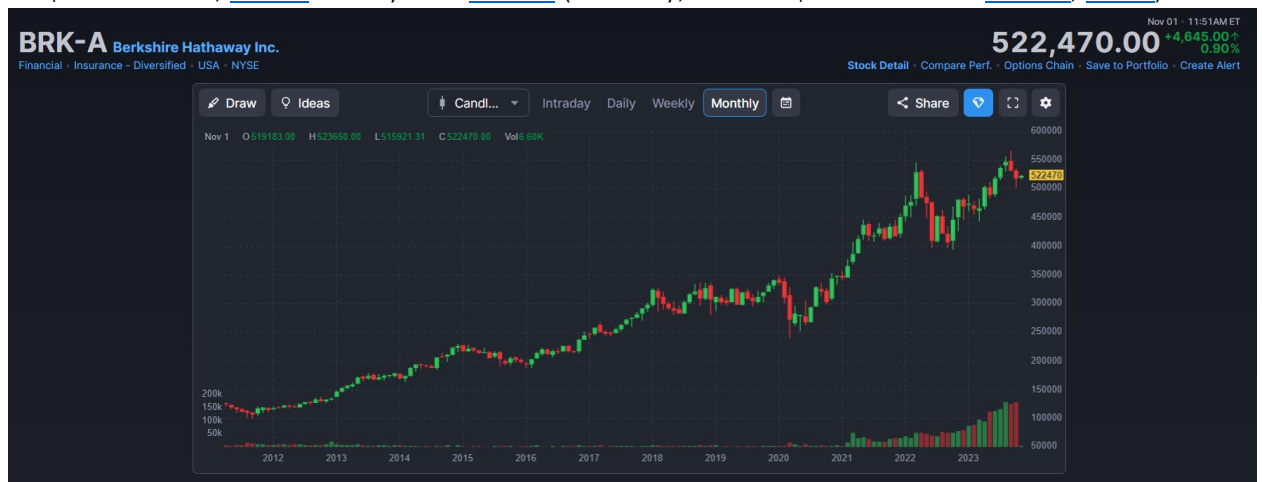 Nov 01 · 11:51AM ET
BRK-A Berkshire Hathaway Inc.
522,470.00 +4,645.00↑ 0.90%
Financial · Insurance - Diversified · USA · NYSE
Stock Detail · Compare Perf. · Options Chain · Save to Portfolio · Create Alert
Draw Ideas Candl... Intraday Daily Weekly Monthly Share
Nov 1 O519183.00 H523650.00 L515921.31 C522470.00 Vol6.60K
600000
550000
522470
500000
450000
400000
350000
300000
250000
200000
150000
100000
50000
200k
150k
100k
50k
2012 2013 2014 2015 2016 2017 2018 2019 2020 2021 2022 2023